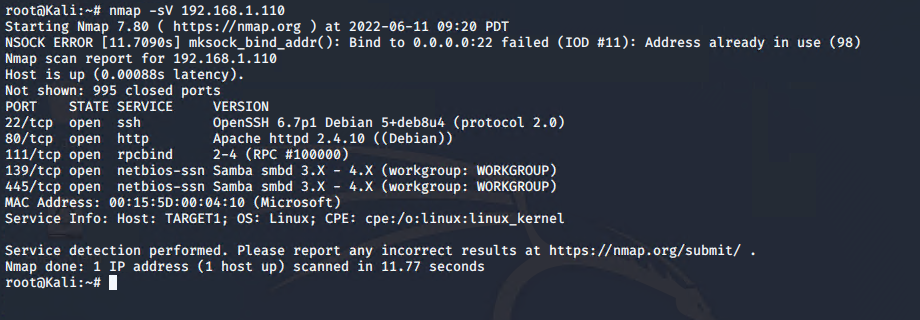 root@Kali:~# nmap -sV 192.168.1.110
Starting Nmap 7.80 ( https://nmap.org ) at 2022-06-11 09:20 PDT
NSOCK ERROR [11.7090s] mksock_bind_addr(): Bind to 0.0.0.0:22 failed (IOD #11): Address already in use (98)
Nmap scan report for 192.168.1.110
Host is up (0.00088s latency).
Not shown: 995 closed ports
PORT    STATE SERVICE     VERSION
22/tcp  open  ssh         OpenSSH 6.7p1 Debian 5+deb8u4 (protocol 2.0)
80/tcp  open  http        Apache httpd 2.4.10 ((Debian))
111/tcp open  rpcbind     2-4 (RPC #100000)
139/tcp open  netbios-ssn Samba smbd 3.X - 4.X (workgroup: WORKGROUP)
445/tcp open  netbios-ssn Samba smbd 3.X - 4.X (workgroup: WORKGROUP)
MAC Address: 00:15:5D:00:04:10 (Microsoft)
Service Info: Host: TARGET1; OS: Linux; CPE: cpe:/o:linux:linux_kernel

Service detection performed. Please report any incorrect results at https://nmap.org/submit/ .
Nmap done: 1 IP address (1 host up) scanned in 11.77 seconds
root@Kali:~#